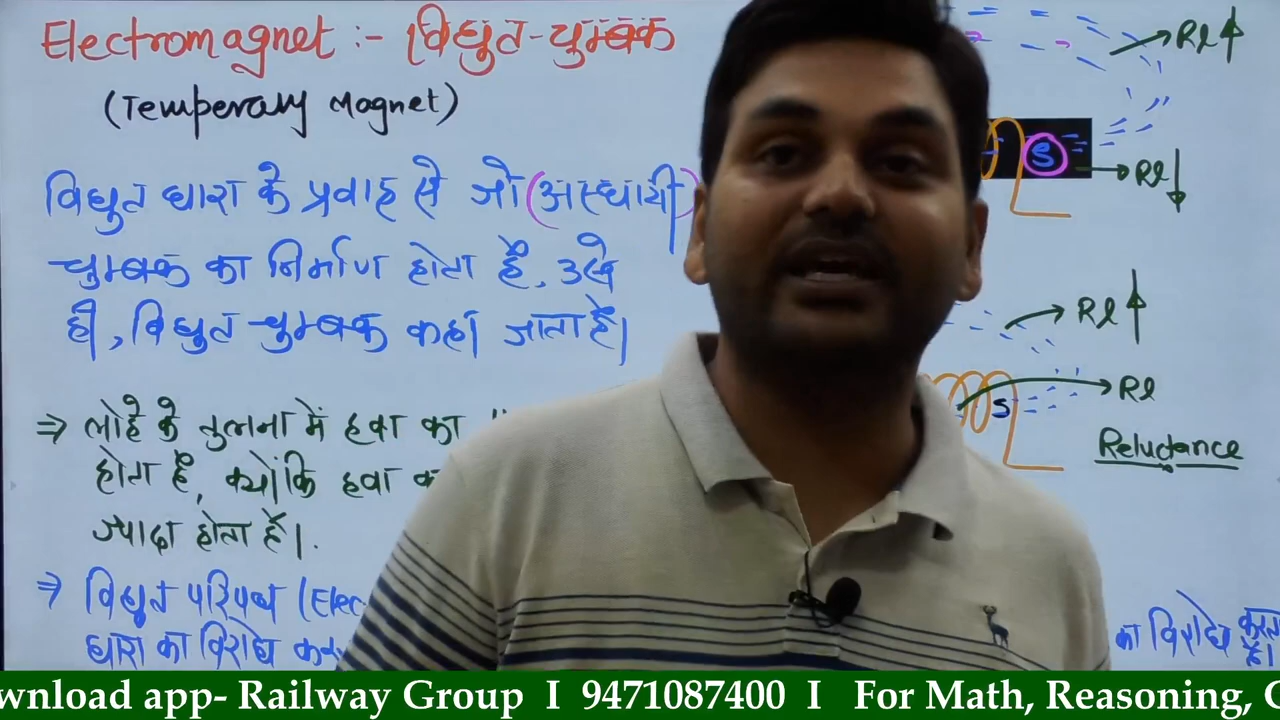 Electromagnet :- विधुत-चुम्बक
(Temperary Magnet)
विधुत धारा के प्रवाह से जो (अस्थायी)
चुम्बक का निर्माण होता है, उसे
ही, विधुत चुम्बक कहा जाता है।
⇒ लोहे के तुलना में हवा का
होता है, क्योंकि हवा का
ज्यादा होता है।
⇒ विधुत परिपथ (Elec
धारा का विरोध
का विरोध करता
है।
Rl ↑
S
Rl ↓
Rl ↑
S
Rl
Reluctance
wnload app- Railway Group I 9471087400 I For Math, Reasoning,